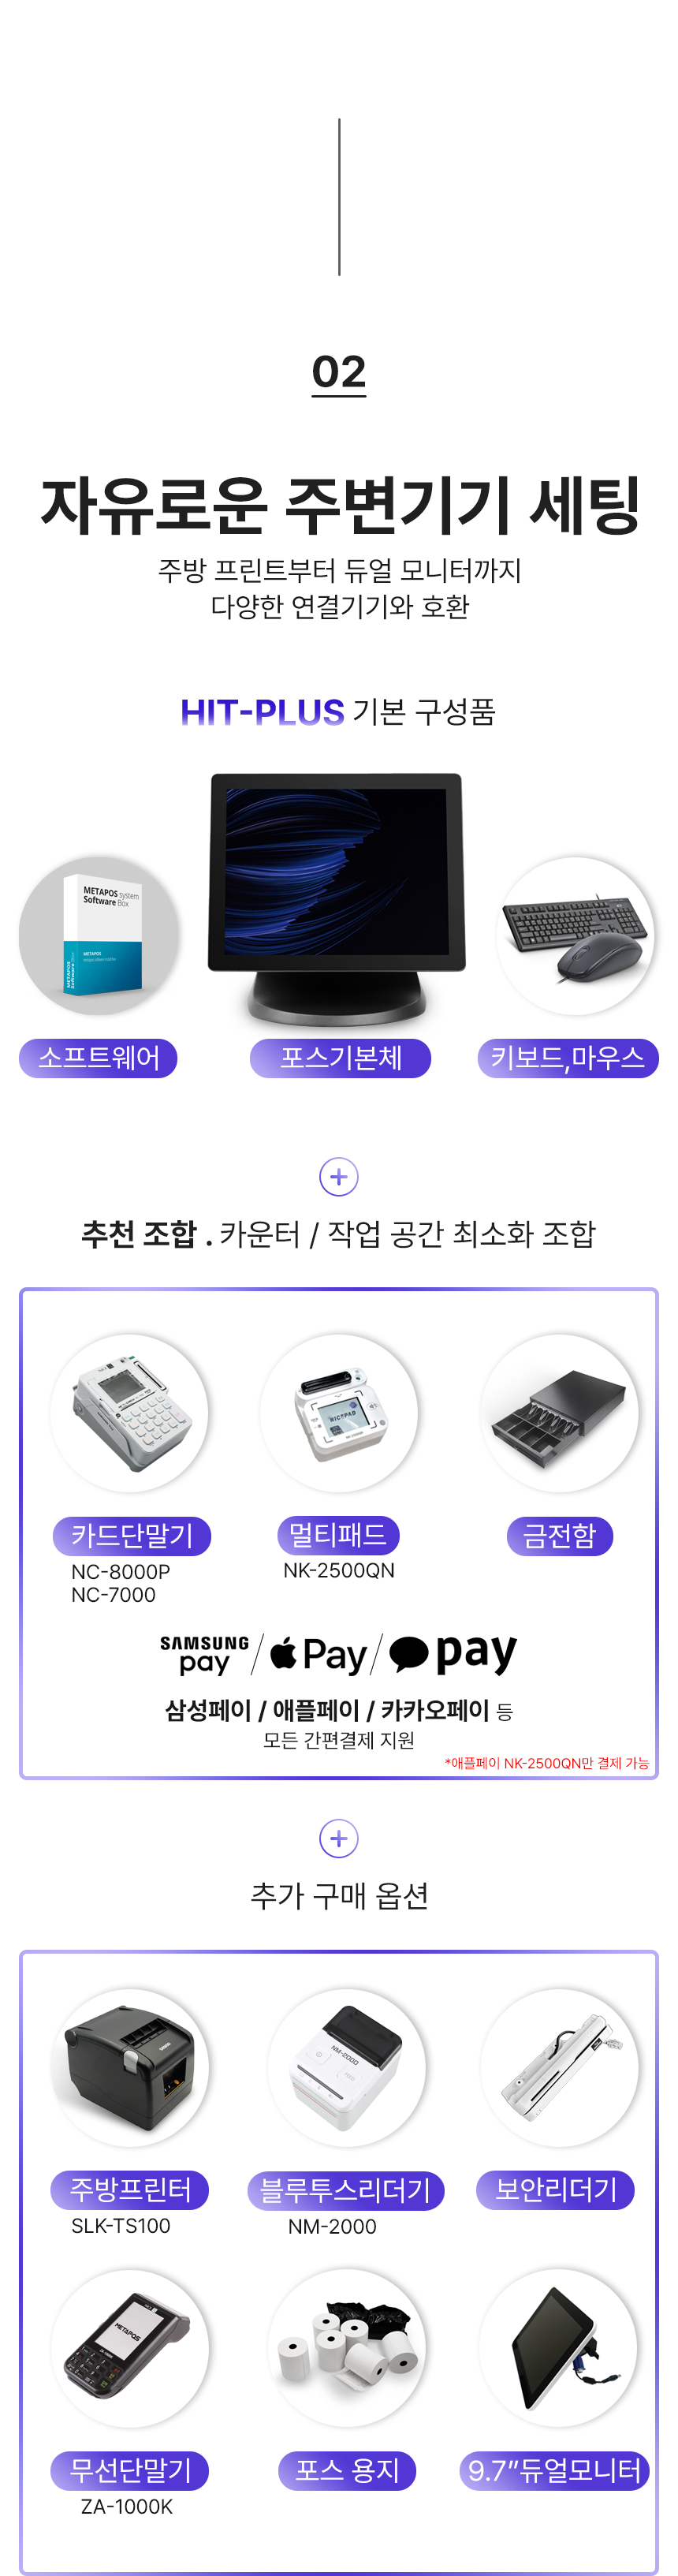 02
자유로운 주변기기 세팅
주방 프린트부터 듀얼 모니터까지
다양한 연결기기와 호환
HIT-PLUS 기본 구성품
METAPOS system
Software Box
METAPOS
METAPOS
Software Box
소프트웨어
포스기본체
키보드,마우스
추천 조합 . 카운터 / 작업 공간 최소화 조합
NICTPAD
카드단말기
멀티패드
금전함
NC-8000P
NC-7000
NK-2500QN
SAMSUNG pay / Pay / pay
삼성페이 / 애플페이 / 카카오페이 등
모든 간편결제 지원
*애플페이 NK-2500QN만 결제 가능
추가 구매 옵션
NM-2000
주방프린터
블루투스리더기
보안리더기
SLK-TS100
NM-2000
METAPOS
무선단말기
포스 용지
9.7”듀얼모니터
ZA-1000K